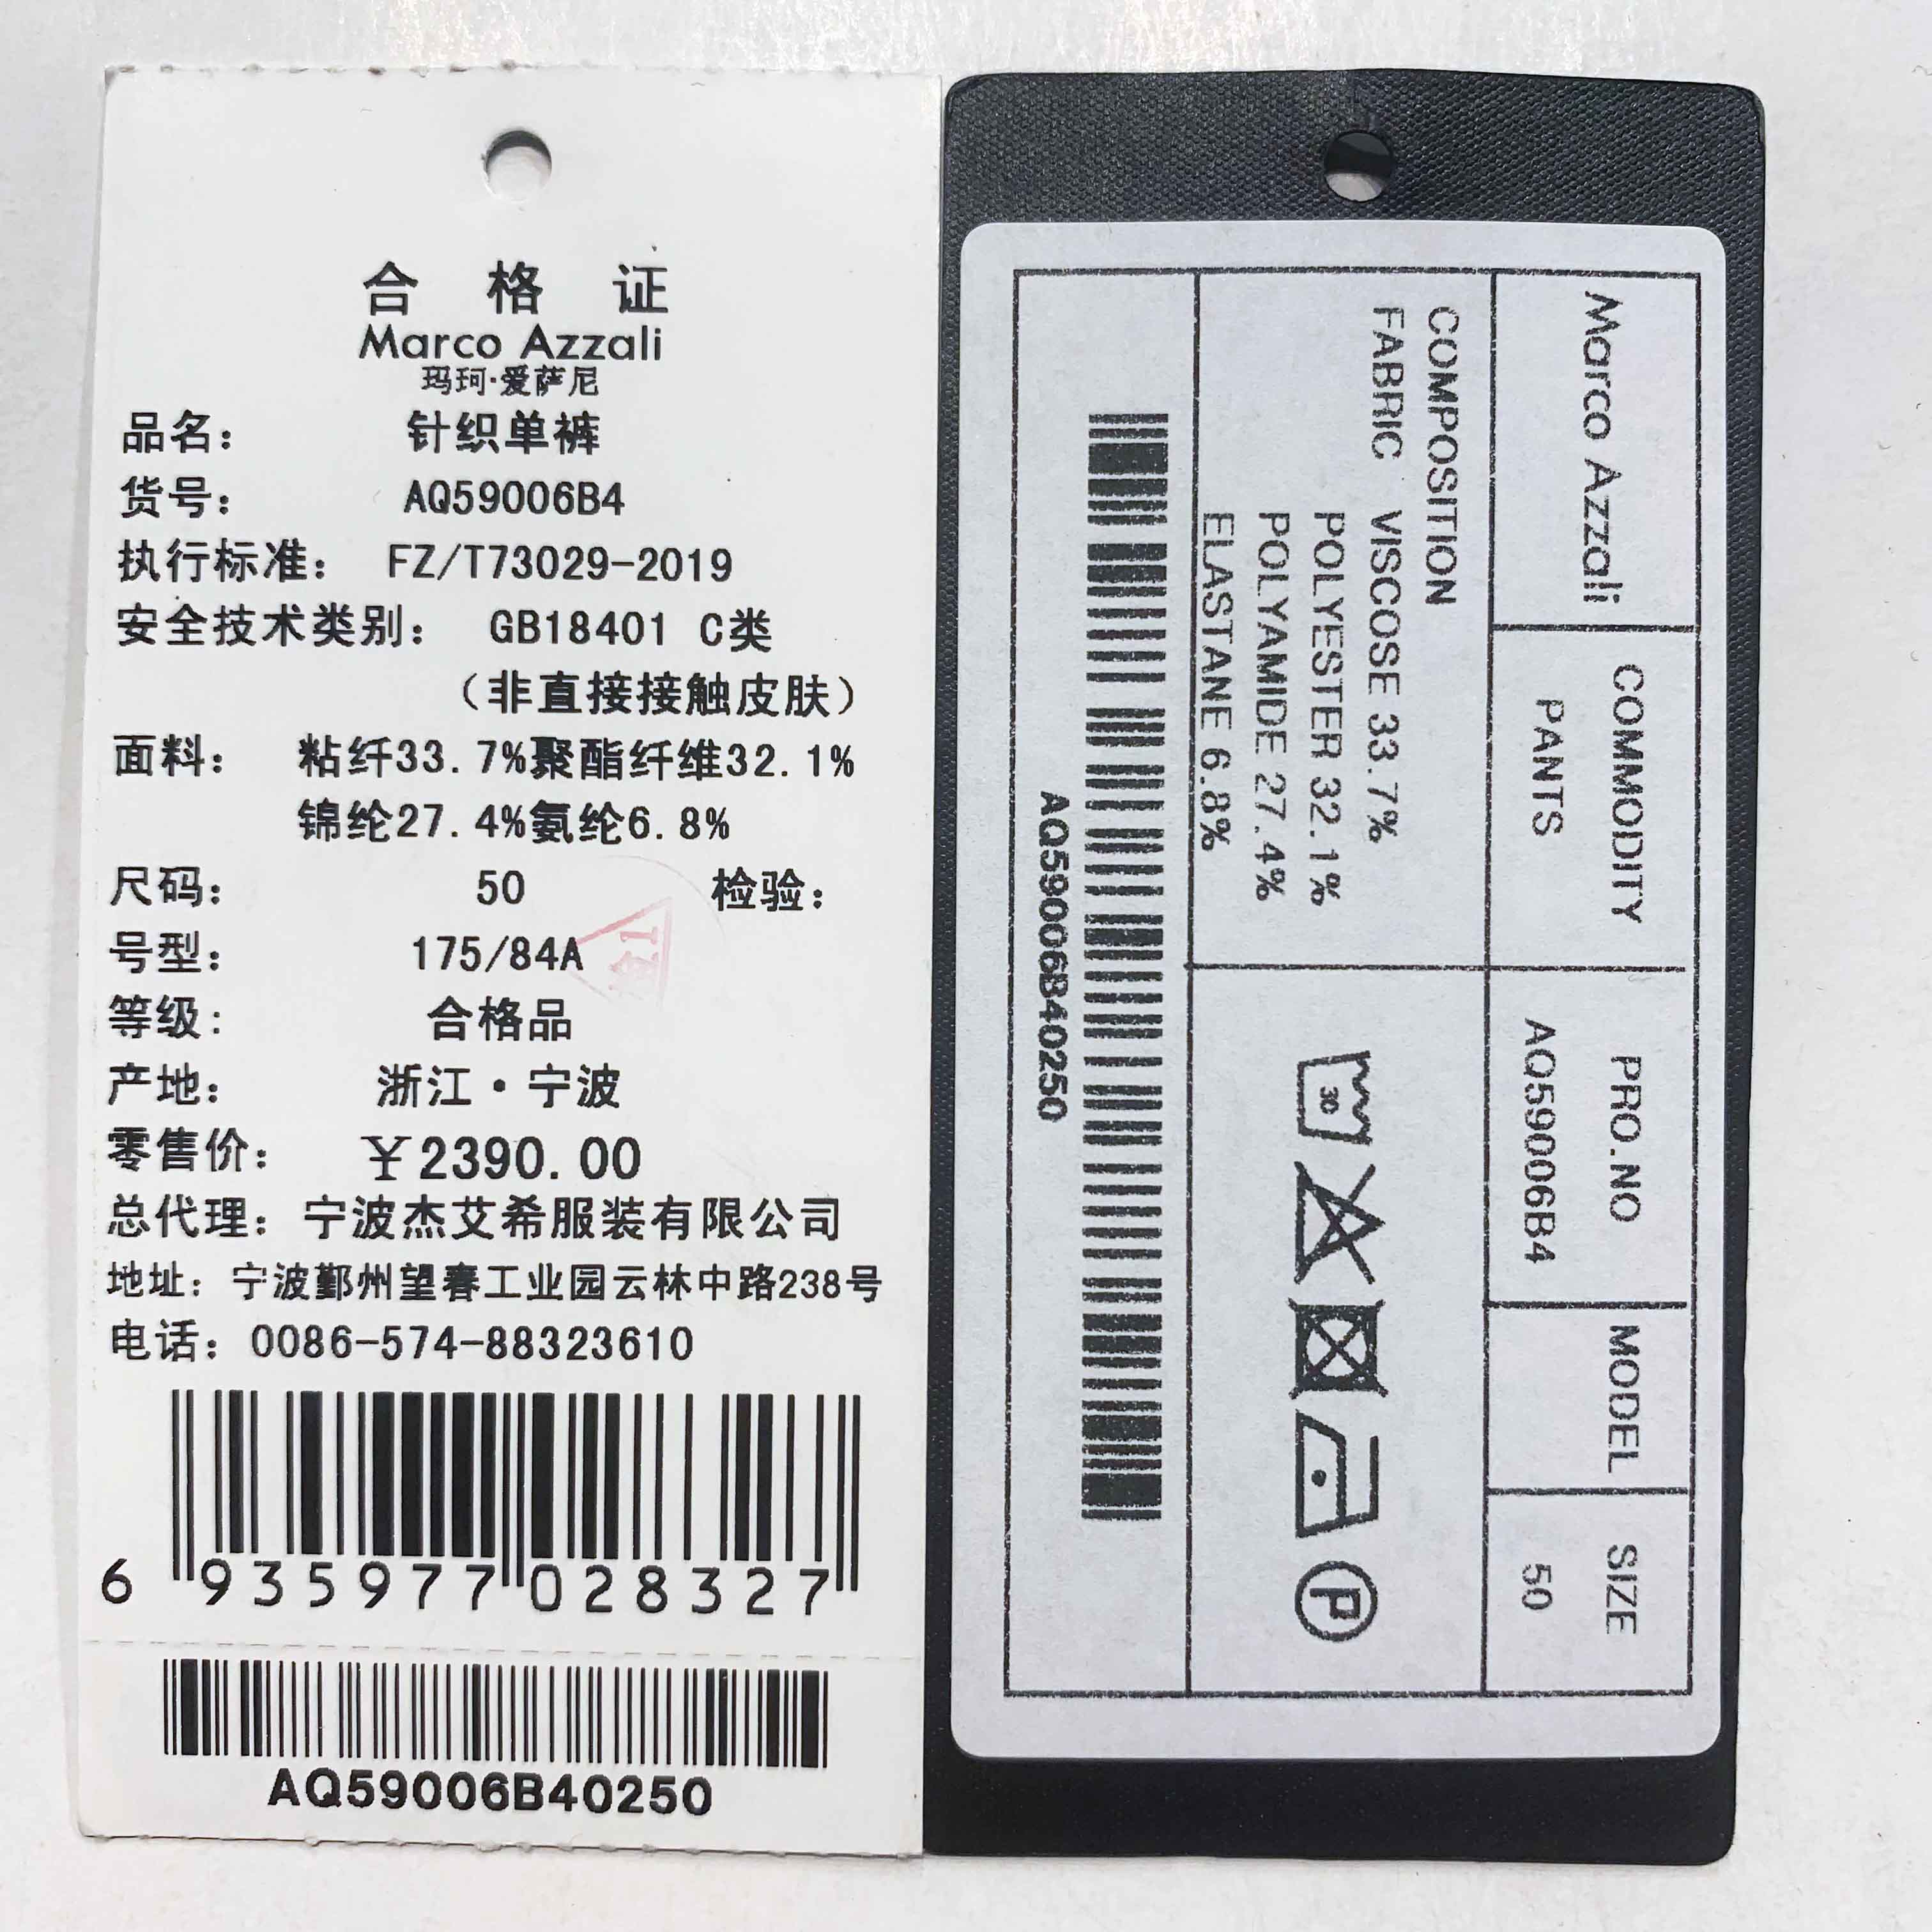 合格证
Marco Azzali
玛珂·爱萨尼
品名： 针织单裤
货号： AQ59006B4
执行标准： FZ/T73029-2019
安全技术类别： GB18401 C类
（非直接接触皮肤）
面料： 粘纤33.7%聚酯纤维32.1%
锦纶27.4%氨纶6.8%
尺码： 50 检验：
号型： 175/84A
等级： 合格品
产地： 浙江·宁波
零售价： ¥2390.00
总代理：宁波杰艾希服装有限公司
地址：宁波鄞州望春工业园云林中路238号
电话：0086-574-88323610
6 935977 028327
AQ59006B40250
Marco Azzali
COMMODITY
PANTS
PRO.NO
AQ59006B4
MODEL
SIZE
50
COMPOSITION
FABRIC VISCOSE 33.7%
POLYESTER 32.1%
POLYAMIDE 27.4%
ELASTANE 6.8%
30
P
AQ59006B40250